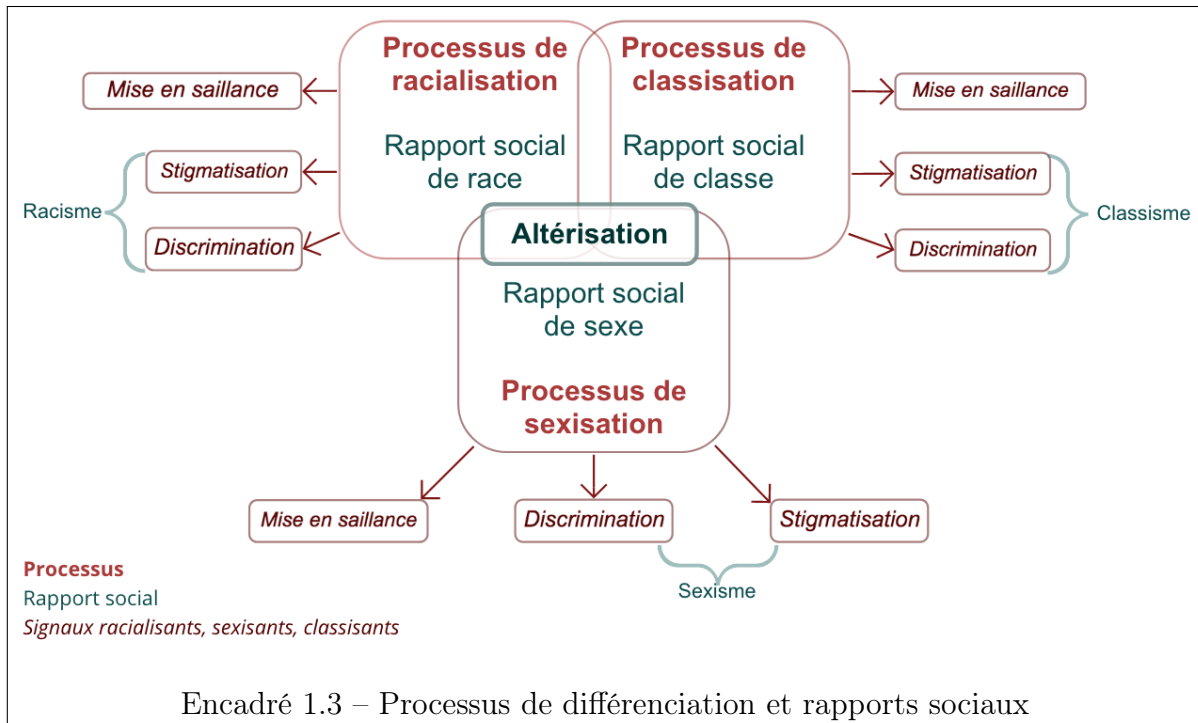 Processus de
racialisation
Processus de
classisation
Mise en saillance
Mise en saillance
Rapport social
de race
Rapport social
de classe
Stigmatisation
Stigmatisation
Racisme
Classisme
Altérisation
Discrimination
Discrimination
Rapport social
de sexe
Processus de
sexisation
Mise en saillance
Discrimination
Stigmatisation
Sexisme
Processus
Rapport social
Signaux racialisants, sexisants, classisants
Encadré 1.3 – Processus de différenciation et rapports sociaux